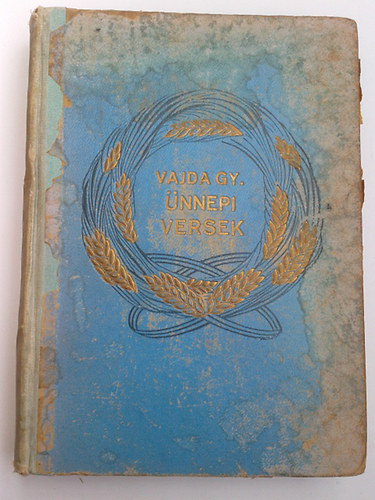 VAJDA GY.
ÜNNEPI
VERSEK